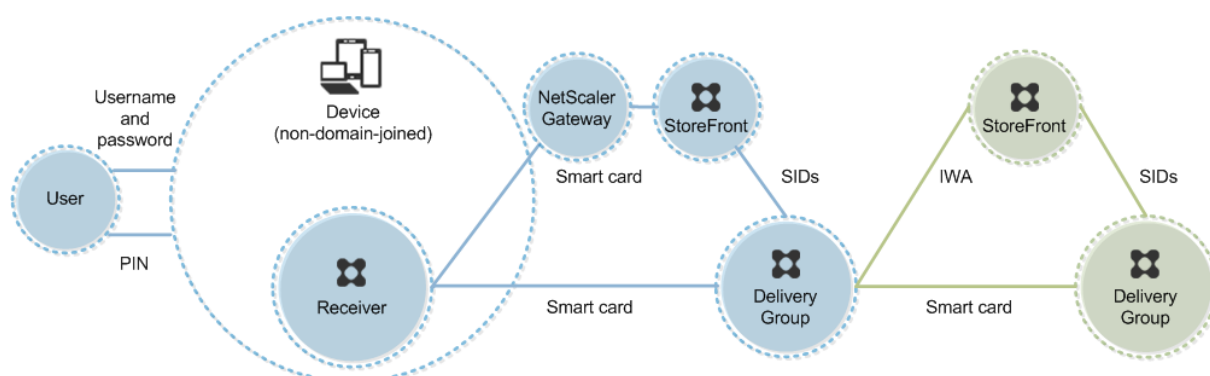 Username
and
password
User
PIN
Device
(non-domain-joined)
Receiver
NetScaler
Gateway
StoreFront
Smart card
SIDs
Smart card
Delivery
Group
StoreFront
IWA
SIDs
Smart card
Delivery
Group